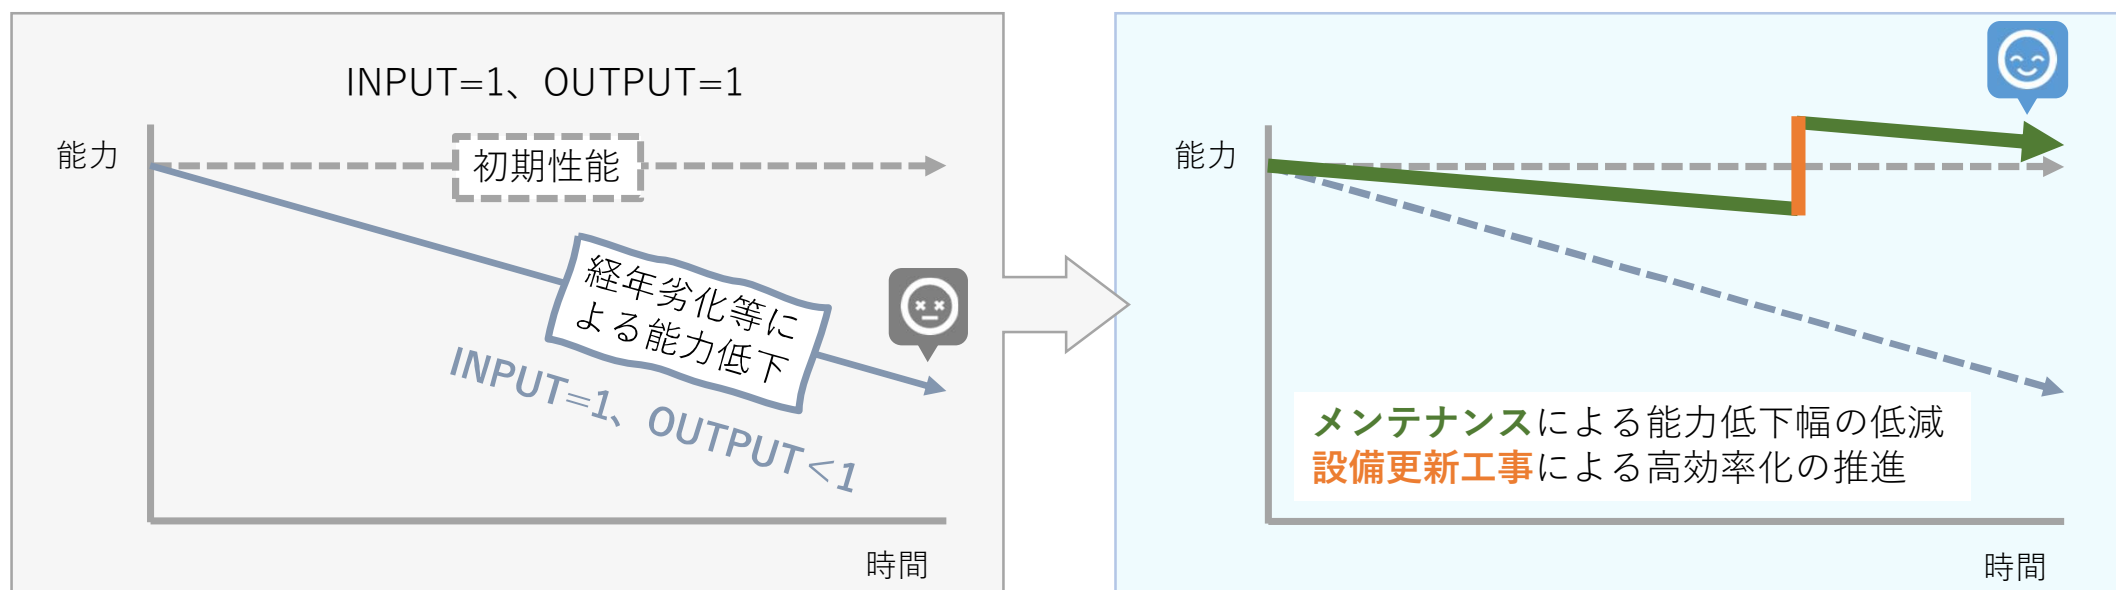 INPUT=1、OUTPUT=1
能力
初期性能
経年劣化等に
よる能力低下
INPUT=1、OUTPUT<1
時間
能力
メンテナンスによる能力低下幅の低減
設備更新工事による高効率化の推進
時間